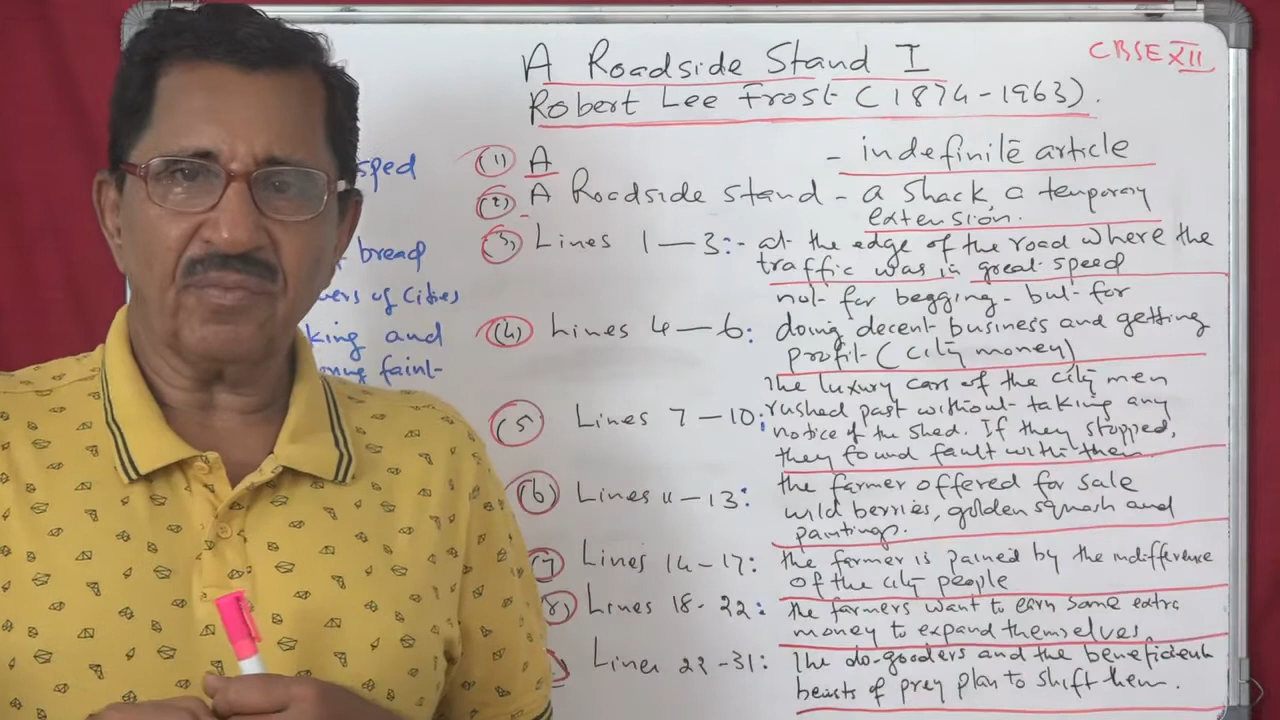 A Roadside Stand I
CBSE XII
Robert Lee Frost (1874-1963).
(1) A - indefinite article
(2) A Roadside stand - a shack, a temporary
extension.
(3) Lines 1-3:- at the edge of the road where the
traffic was in great speed
not for begging but for
(4) Lines 4-6: doing decent business and getting
profit (city money)
The luxury cars of the city men
(5) Lines 7-10: rushed past without taking any
notice of the shed. If they stopped,
they found fault with them
(6) Lines 11-13: the farmer offered for sale
wild berries, golden squash and
paintings.
(7) Lines 14-17: the farmer is pained by the indifference
of the city people
(8) Lines 18-22: the farmers want to earn some extra
money to expand themselves
Lines 22-31: The do-gooders and the beneficient
beasts of prey plan to shift them.
sped
bread
of Cities
king and
faint-